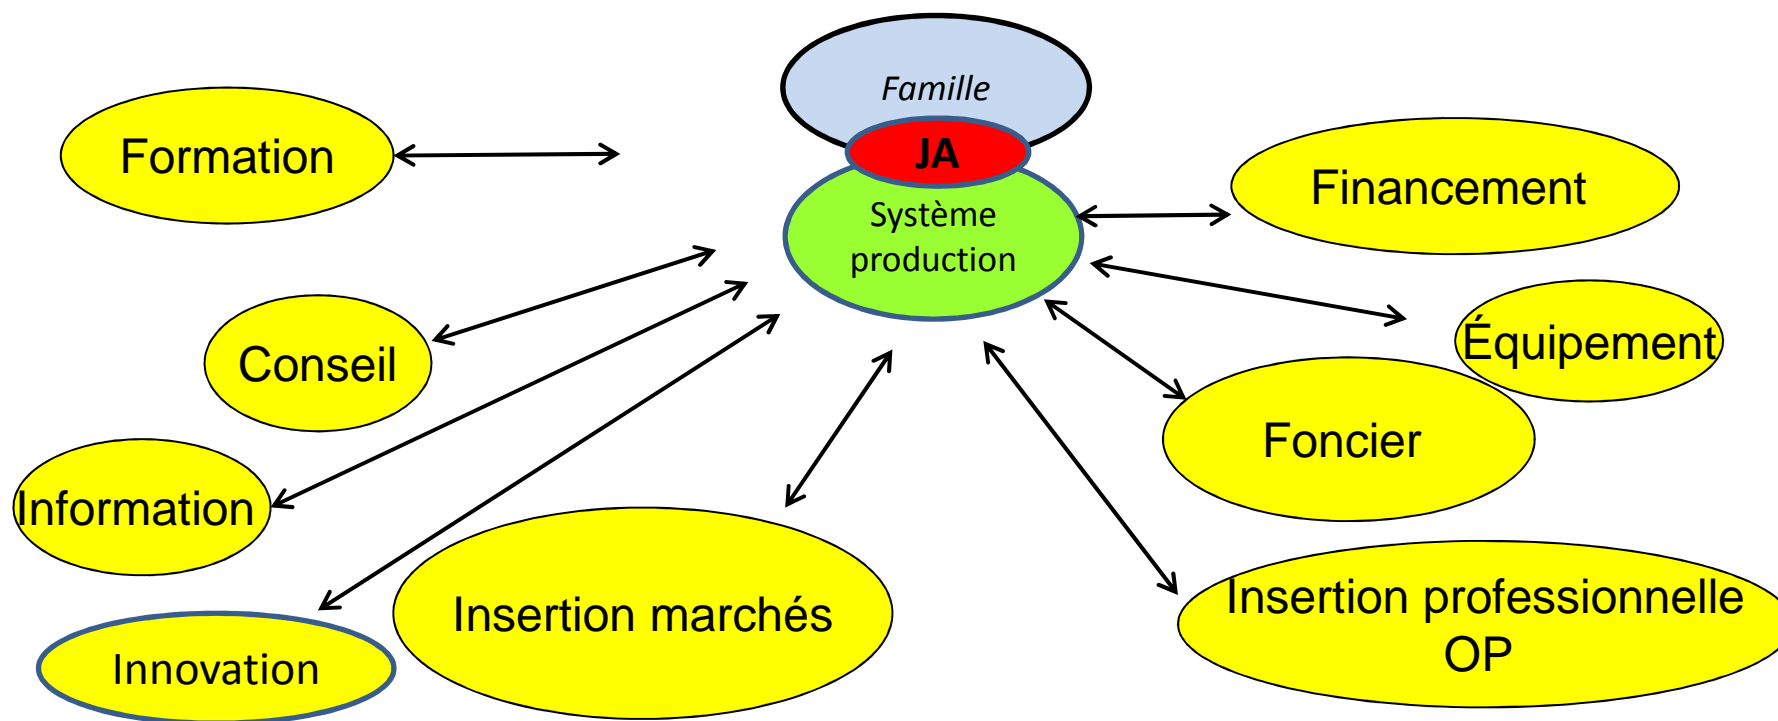 Famille
JA
Système
production
Formation
Financement
Conseil
Équipement
Foncier
Information
Insertion marchés
Insertion professionnelle
OP
Innovation